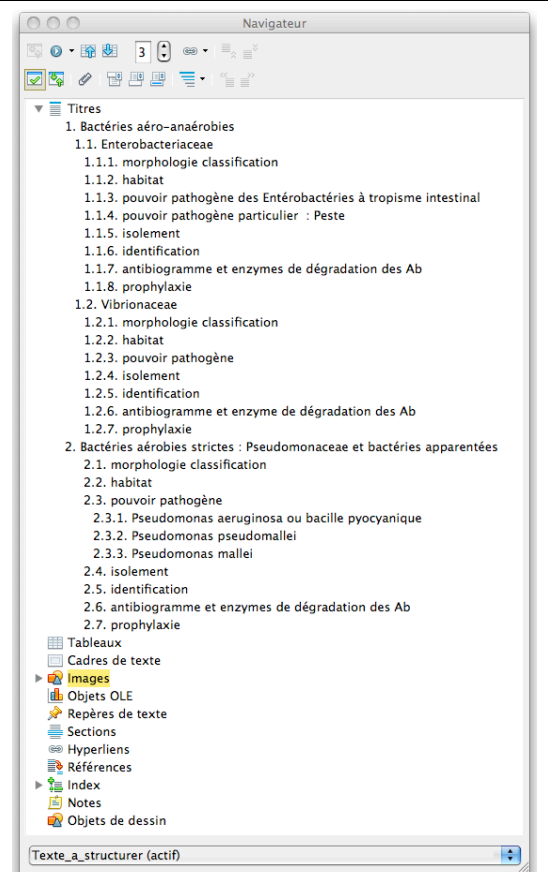 Navigateur
3
Titres
1. Bactéries aéro-anaérobies
1.1. Enterobacteriaceae
1.1.1. morphologie classification
1.1.2. habitat
1.1.3. pouvoir pathogène des Entérobactéries à tropisme intestinal
1.1.4. pouvoir pathogène particulier : Peste
1.1.5. isolement
1.1.6. identification
1.1.7. antibiogramme et enzymes de dégradation des Ab
1.1.8. prophylaxie
1.2. Vibrionaceae
1.2.1. morphologie classification
1.2.2. habitat
1.2.3. pouvoir pathogène
1.2.4. isolement
1.2.5. identification
1.2.6. antibiogramme et enzyme de dégradation des Ab
1.2.7. prophylaxie
2. Bactéries aérobies strictes : Pseudomonaceae et bactéries apparentées
2.1. morphologie classification
2.2. habitat
2.3. pouvoir pathogène
2.3.1. Pseudomonas aeruginosa ou bacille pyocyanique
2.3.2. Pseudomonas pseudomallei
2.3.3. Pseudomonas mallei
2.4. isolement
2.5. identification
2.6. antibiogramme et enzymes de dégradation des Ab
2.7. prophylaxie
Tableaux
Cadres de texte
Images
Objets OLE
Repères de texte
Sections
Hyperliens
Références
Index
Notes
Objets de dessin
Texte_a_structurer (actif)